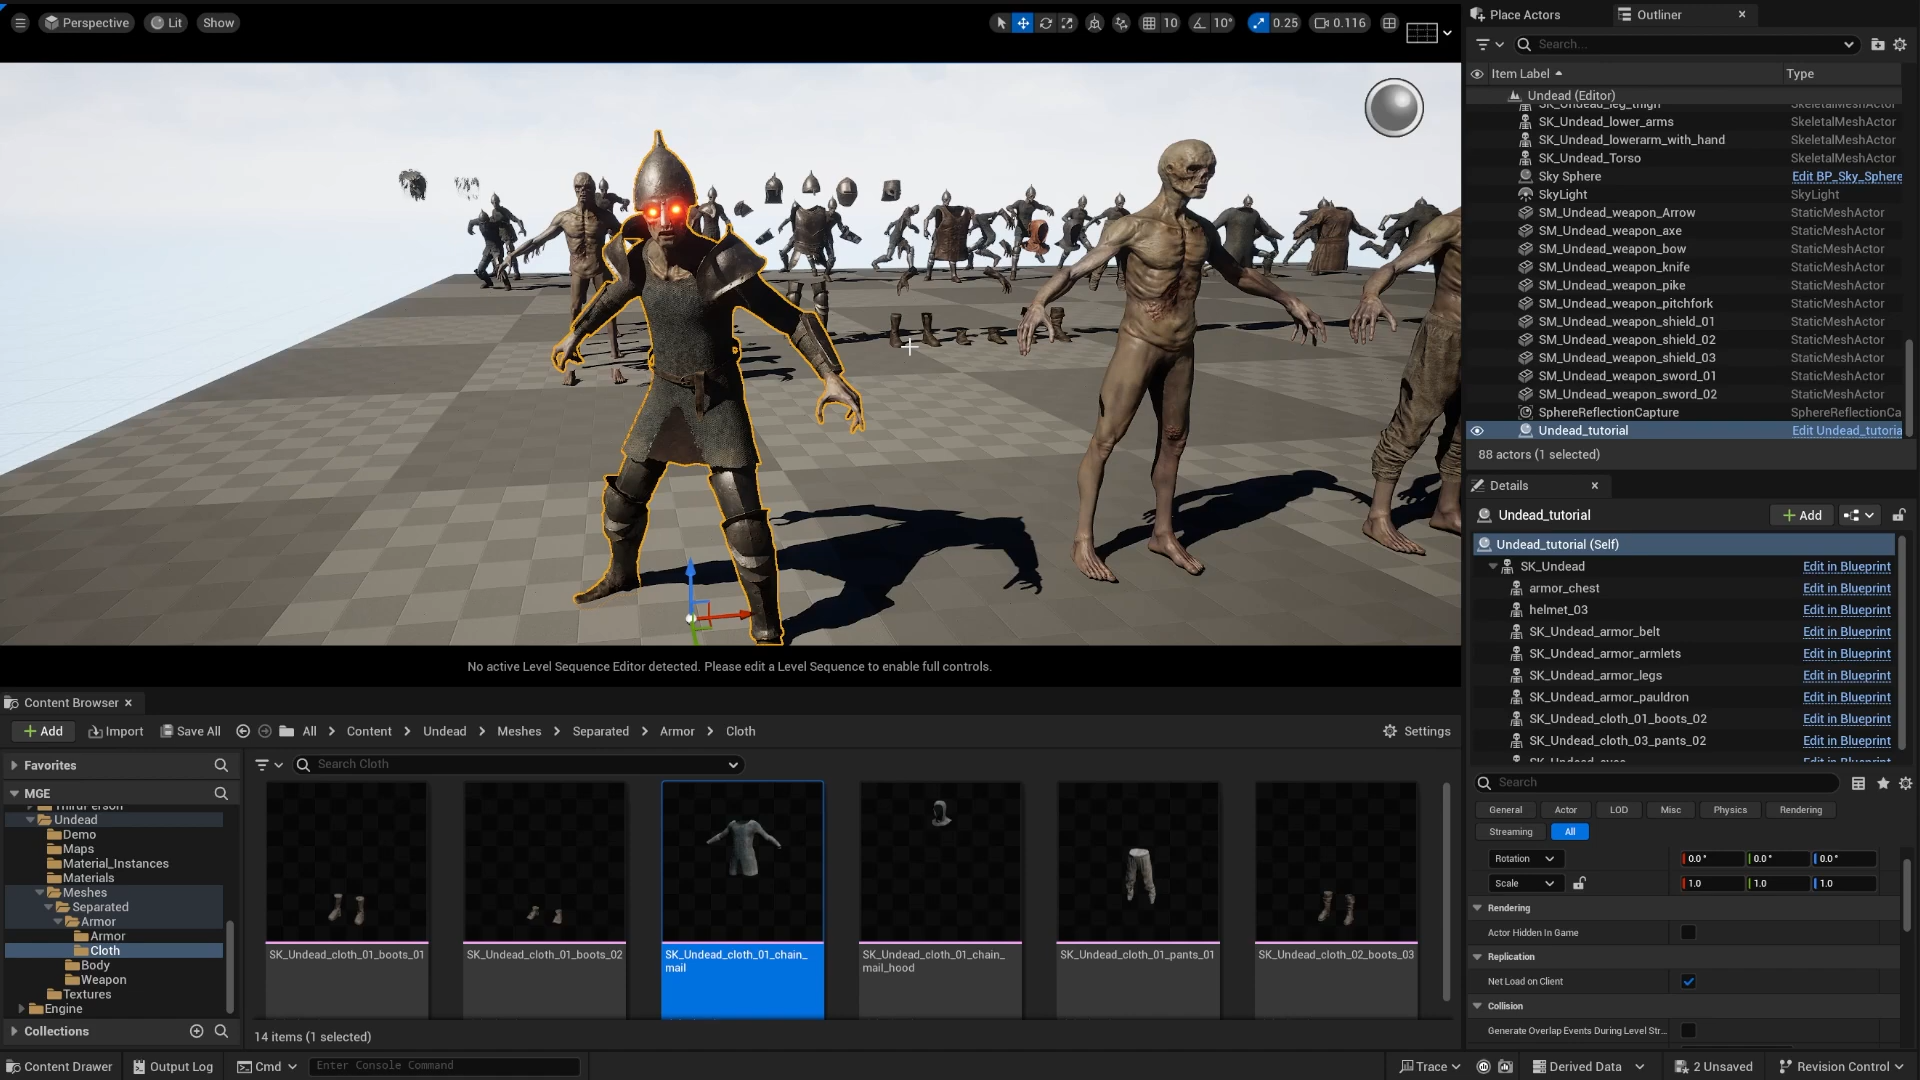 Perspective
Lit
Show
10
10°
0.25
0.116
No active Level Sequence Editor detected. Please edit a Level Sequence to enable full controls.
Place Actors
Outliner
Search...
Item Label
Type
Undead (Editor)
SK_Undead_leg_thigh SkeletalMeshActor
SK_Undead_lower_arms SkeletalMeshActor
SK_Undead_lowerarm_with_hand SkeletalMeshActor
SK_Undead_Torso SkeletalMeshActor
Sky Sphere Edit BP_Sky_Sphere
SkyLight SkyLight
SM_Undead_weapon_Arrow StaticMeshActor
SM_Undead_weapon_axe StaticMeshActor
SM_Undead_weapon_bow StaticMeshActor
SM_Undead_weapon_knife StaticMeshActor
SM_Undead_weapon_pike StaticMeshActor
SM_Undead_weapon_pitchfork StaticMeshActor
SM_Undead_weapon_shield_01 StaticMeshActor
SM_Undead_weapon_shield_02 StaticMeshActor
SM_Undead_weapon_shield_03 StaticMeshActor
SM_Undead_weapon_sword_01 StaticMeshActor
SM_Undead_weapon_sword_02 StaticMeshActor
SphereReflectionCapture SphereReflectionCa
Undead_tutorial Edit Undead_tutoria
88 actors (1 selected)
Details
Undead_tutorial
Add
Undead_tutorial (Self)
SK_Undead Edit in Blueprint
armor_chest Edit in Blueprint
helmet_03 Edit in Blueprint
SK_Undead_armor_belt Edit in Blueprint
SK_Undead_armor_armlets Edit in Blueprint
SK_Undead_armor_legs Edit in Blueprint
SK_Undead_armor_pauldron Edit in Blueprint
SK_Undead_cloth_01_boots_02 Edit in Blueprint
SK_Undead_cloth_03_pants_02 Edit in Blueprint
Search
General
Actor
LOD
Misc
Physics
Rendering
Streaming
All
Rotation 0.0° 0.0° 0.0°
Scale 1.0 1.0 1.0
Rendering
Actor Hidden In Game
Replication
Net Load on Client
Collision
Generate Overlap Events During Level Str...
Content Browser
Add
Import
Save All
All
Content
Undead
Meshes
Separated
Armor
Cloth
Settings
Favorites
MGE
ThirdPerson
Undead
Demo
Maps
Material_Instances
Materials
Meshes
Separated
Armor
Armor
Cloth
Body
Weapon
Textures
Engine
Collections
Search Cloth
SK_Undead_cloth_01_boots_01
SK_Undead_cloth_01_boots_02
SK_Undead_cloth_01_chain_
mail
SK_Undead_cloth_01_chain_
mail_hood
SK_Undead_cloth_01_pants_01
SK_Undead_cloth_02_boots_03
14 items (1 selected)
Content Drawer
Output Log
Cmd
Enter Console Command
Trace
Derived Data
2 Unsaved
Revision Control